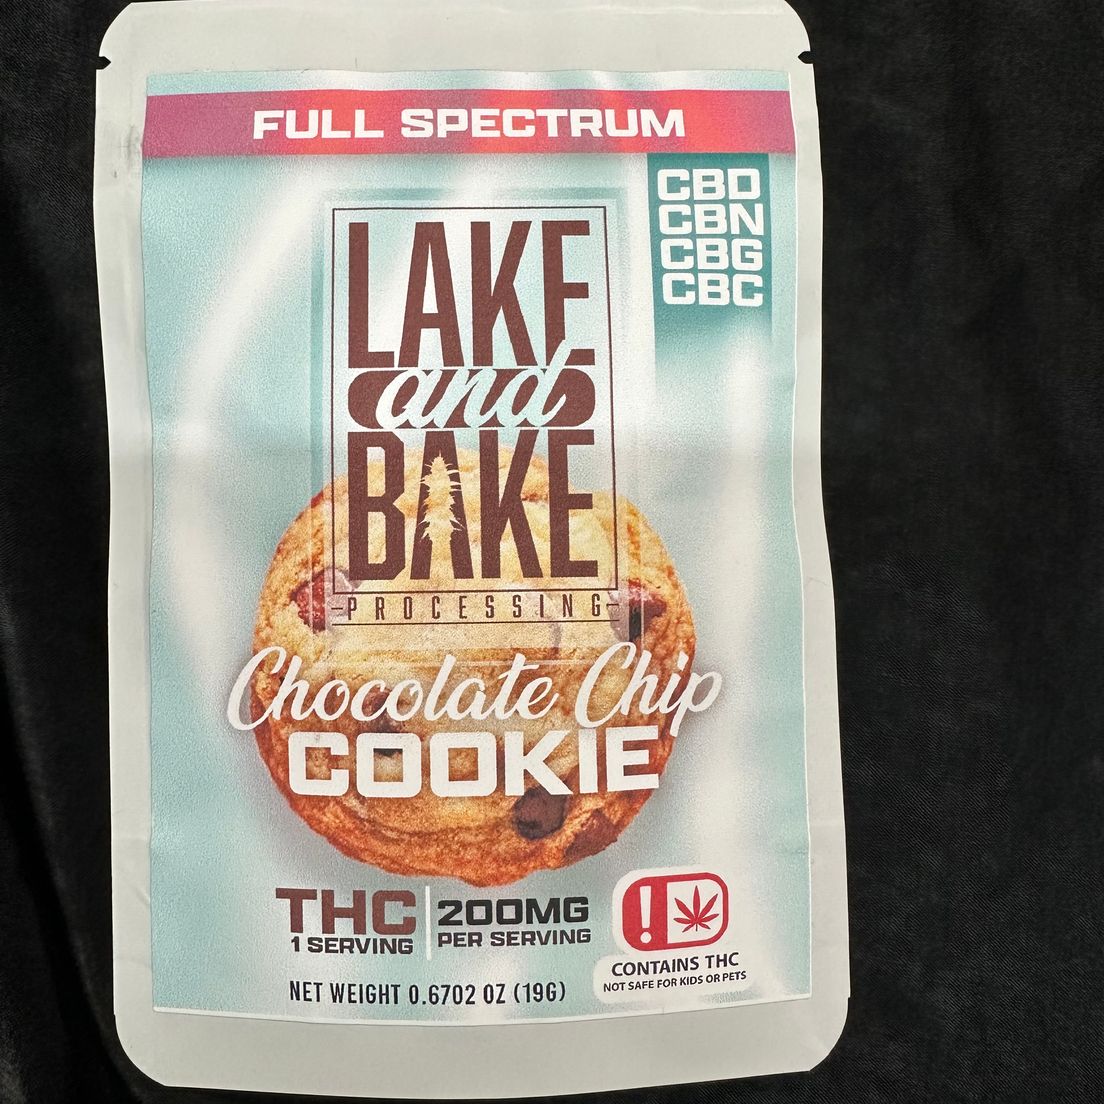 FULL SPECTRUM
CBD
CBN
CBG
CBC
LAKE
and
BAKE
-PROCESSING-
Chocolate Chip
COOKIE
THC
1 SERVING
200MG
PER SERVING
!
CONTAINS THC
NOT SAFE FOR KIDS OR PETS
NET WEIGHT 0.6702 OZ (19G)